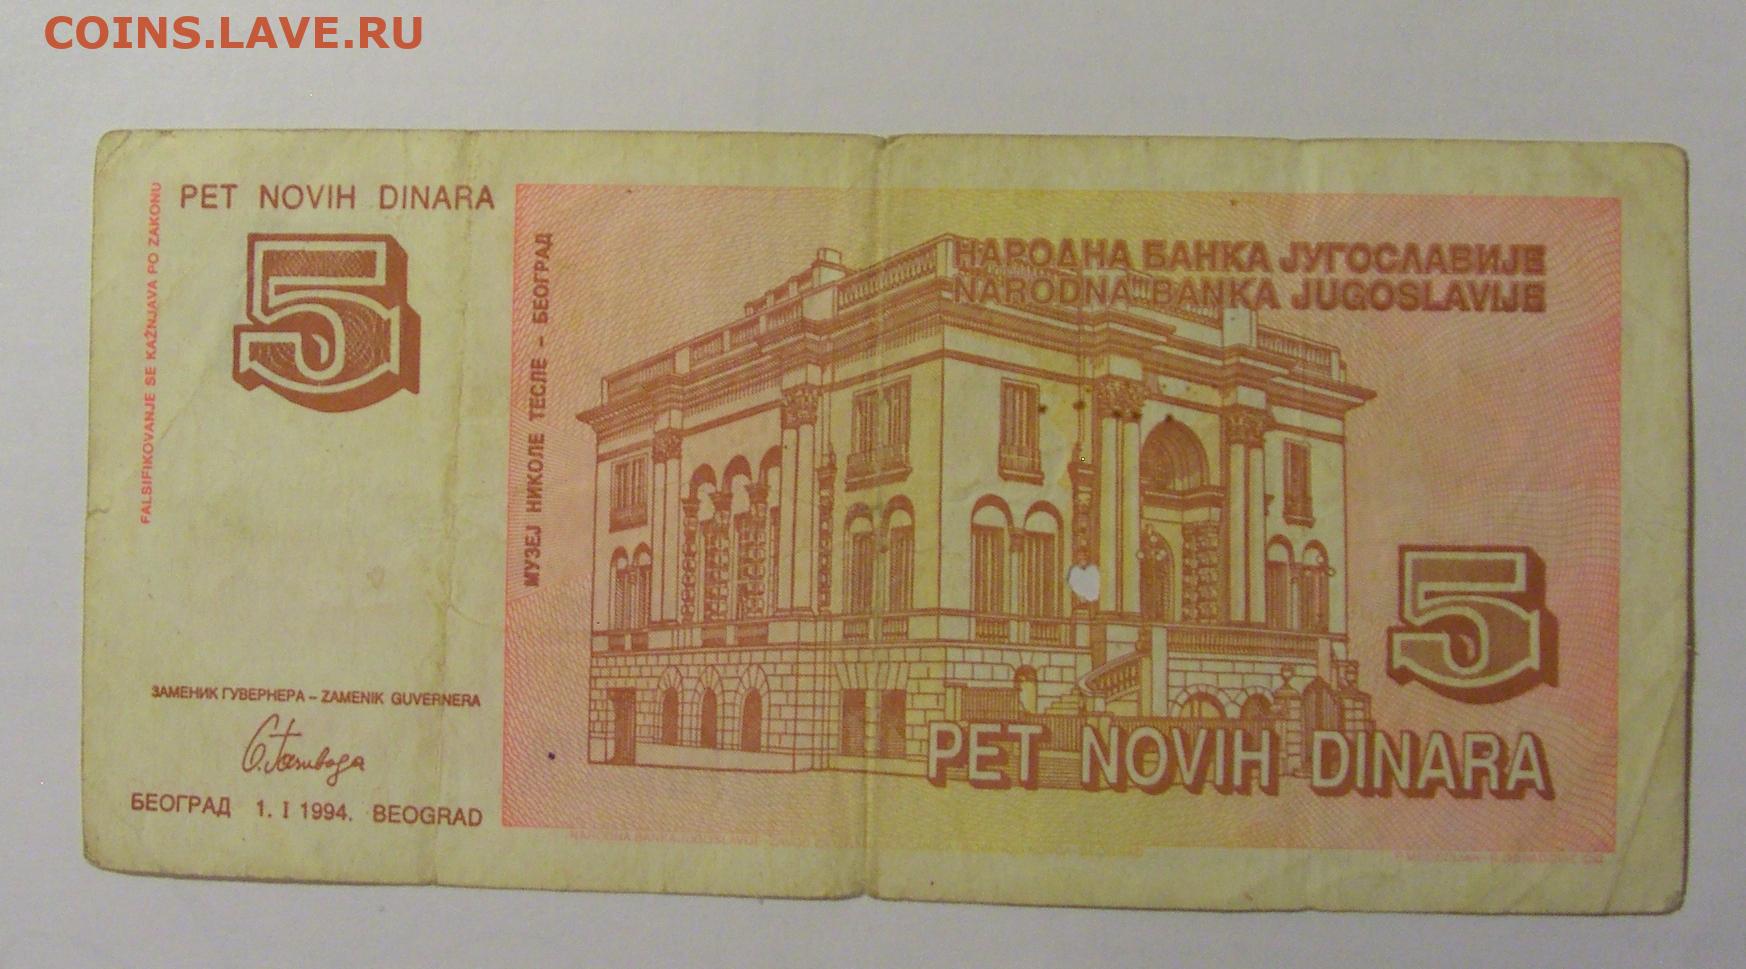 COINS.LAVE.RU
PET NOVIH DINARA
5
FALSIFIKOVANJE SE KAŽNJAVA PO ZAKONU
МУЗЕЈ НИКОЛЕ ТЕСЛЕ – БЕОГРАД
НАРОДНА БАНКА ЈУГОСЛАВИЈЕ
NARODNA BANKA JUGOSLAVIJE
5
PET NOVIH DINARA
ЗАМЕНИК ГУВЕРНЕРА – ZAMENIK GUVERNERA
БЕОГРАД 1. I 1994. BEOGRAD